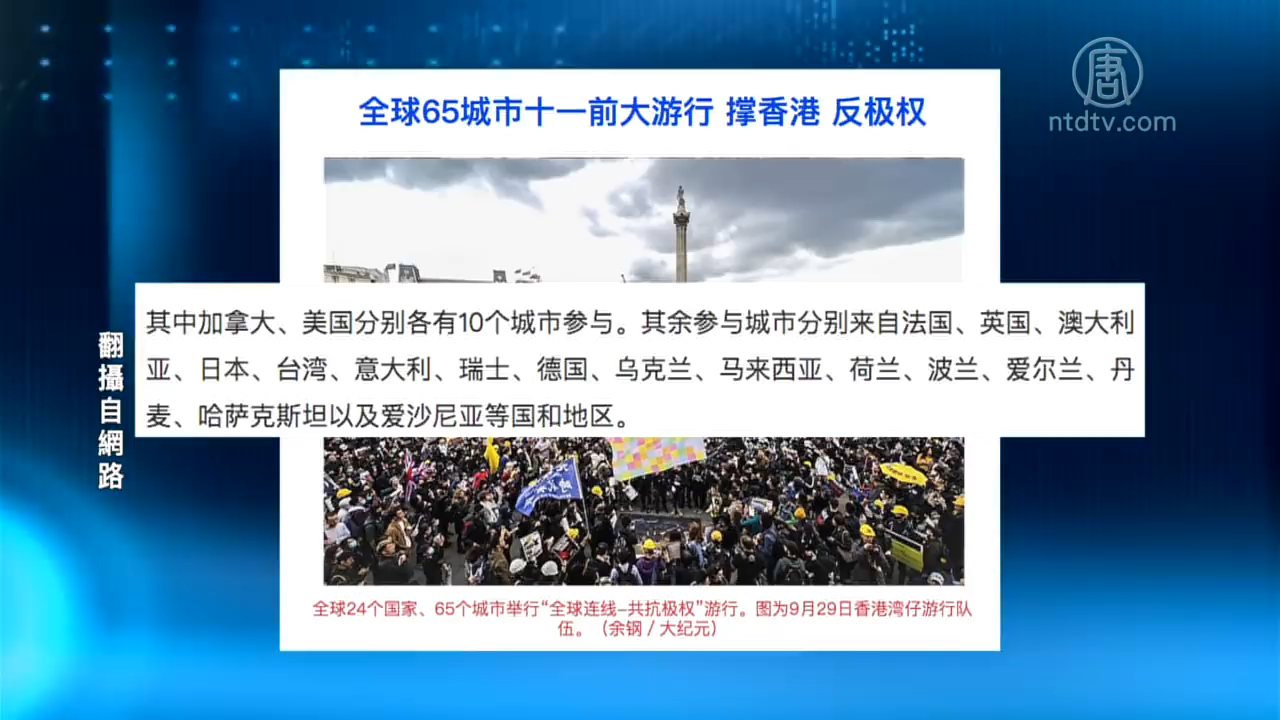 唐
ntdtv.com
全球65城市十一前大游行 撑香港 反极权
其中加拿大、美国分别各有10个城市参与。其余参与城市分别来自法国、英国、澳大利
亚、日本、台湾、意大利、瑞士、德国、乌克兰、马来西亚、荷兰、波兰、爱尔兰、丹
麦、哈萨克斯坦以及爱沙尼亚等国和地区。
翻攝自網路
全球24个国家、65个城市举行“全球连线–共抗极权”游行。图为9月29日香港湾仔游行队
伍。（余钢 / 大纪元）